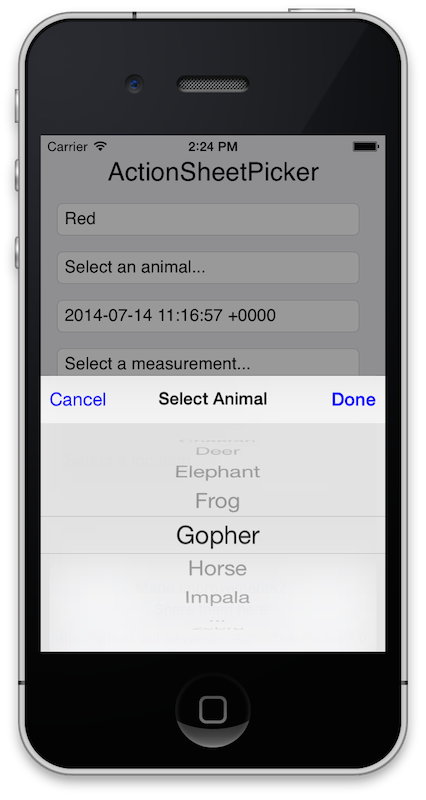 Carrier 2:24 PM
ActionSheetPicker
Red
Select an animal...
2014-07-14 11:16:57 +0000
Select a measurement...
Cancel Select Animal Done
Deer
Elephant
Frog
Gopher
Horse
Impala